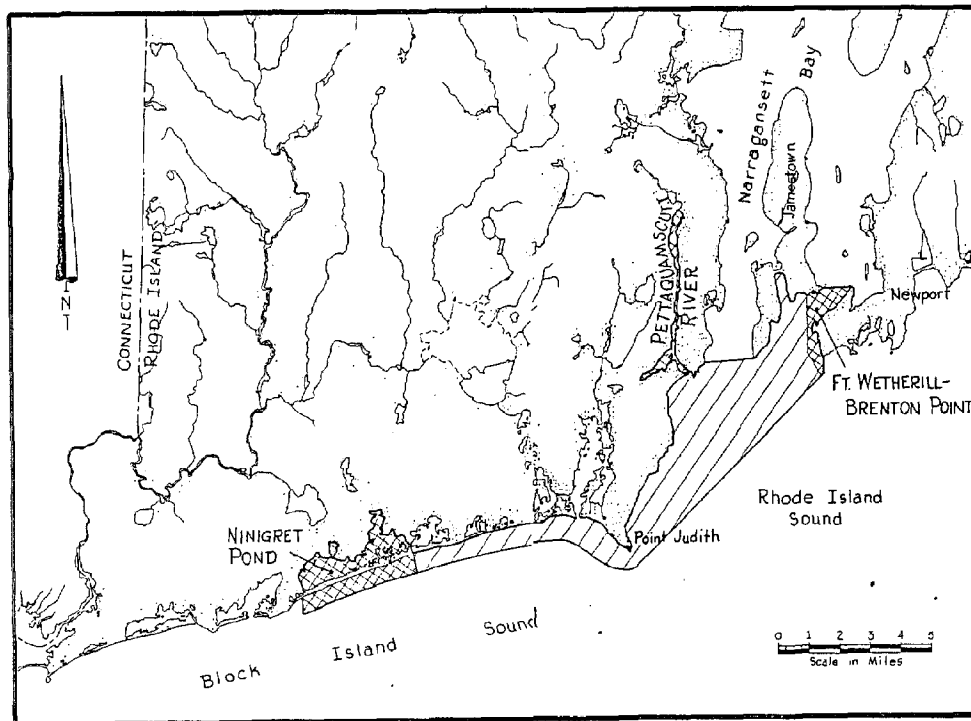 Narragansett
Bay
Jamestown
CONNECTICUT
RHODE ISLAND
N
PETTAQUAMSCUTT
RIVER
Newport
FT. WETHERILL-
BRENTON POINT
NINIGRET
POND
Point Judith
Rhode Island
Sound
Block Island Sound
0 1 2 3 4 5
Scale in Miles